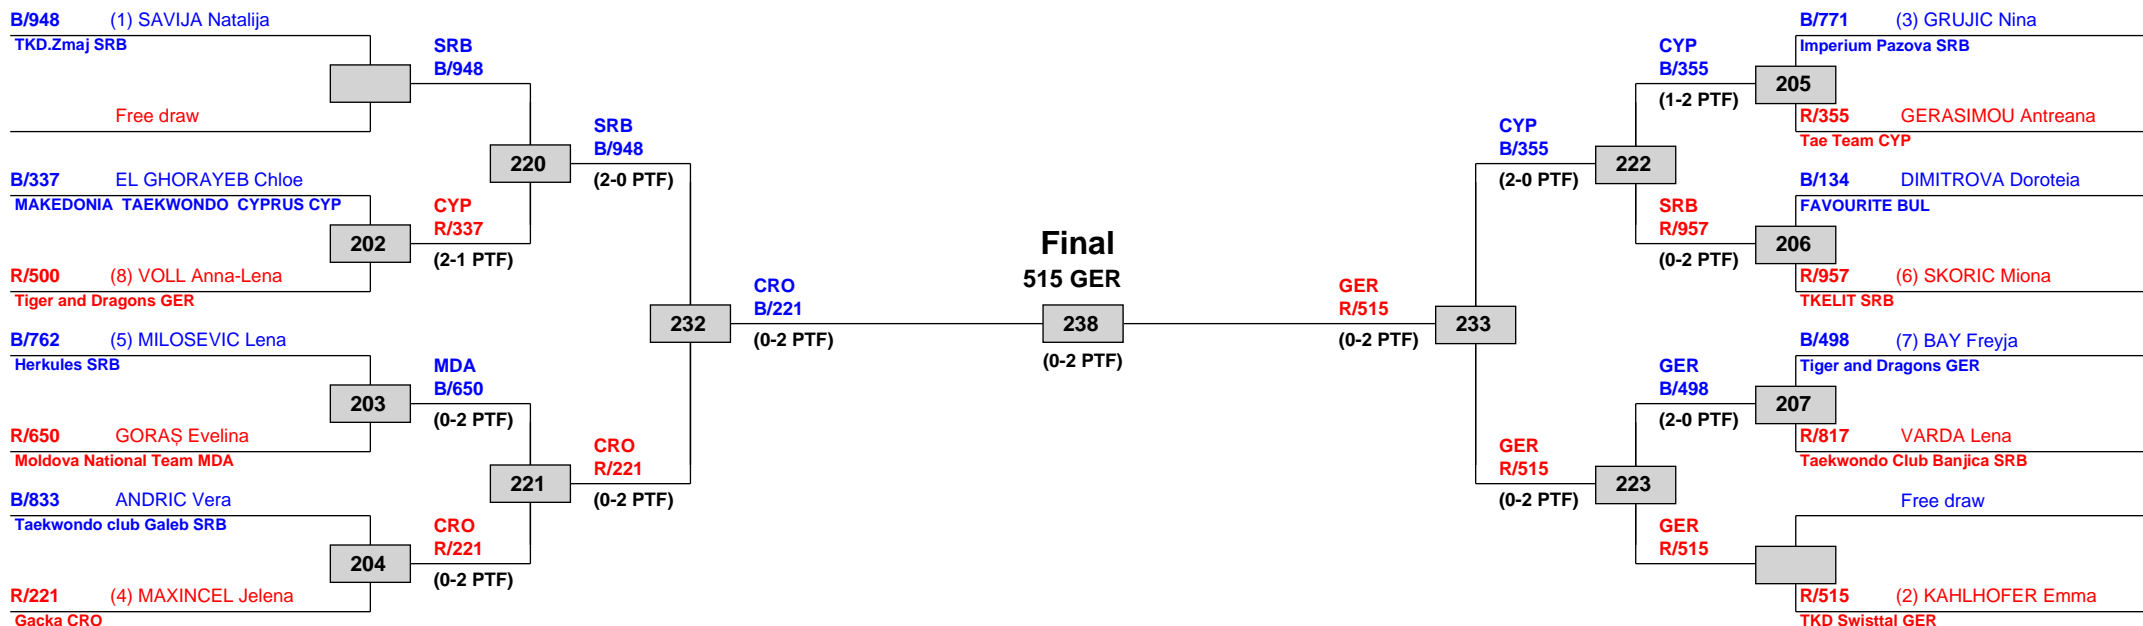 B/948 (1) SAVIJA Natalija
TKD.Zmaj SRB
Free draw
B/337 EL GHORAYEB Chloe
MAKEDONIA TAEKWONDO CYPRUS CYP
R/500 (8) VOLL Anna-Lena
Tiger and Dragons GER
B/762 (5) MILOSEVIC Lena
Herkules SRB
R/650 GORAȘ Evelina
Moldova National Team MDA
B/833 ANDRIC Vera
Taekwondo club Galeb SRB
R/221 (4) MAXINCEL Jelena
Gacka CRO
202
203
204
SRB
B/948
CYP
R/337
(2-1 PTF)
MDA
B/650
(0-2 PTF)
CRO
R/221
(0-2 PTF)
220
221
SRB
B/948
(2-0 PTF)
CRO
R/221
(0-2 PTF)
232
CRO
B/221
(0-2 PTF)
Final
515 GER
238
(0-2 PTF)
GER
R/515
(0-2 PTF)
233
CYP
B/355
(2-0 PTF)
GER
R/515
(0-2 PTF)
222
223
CYP
B/355
(1-2 PTF)
SRB
R/957
(0-2 PTF)
GER
B/498
(2-0 PTF)
GER
R/515
205
206
207
B/771 (3) GRUJIC Nina
Imperium Pazova SRB
R/355 GERASIMOU Antreana
Tae Team CYP
B/134 DIMITROVA Doroteia
FAVOURITE BUL
R/957 (6) SKORIC Miona
TKELIT SRB
B/498 (7) BAY Freyja
Tiger and Dragons GER
R/817 VARDA Lena
Taekwondo Club Banjica SRB
Free draw
R/515 (2) KAHLHOFER Emma
TKD Swisttal GER